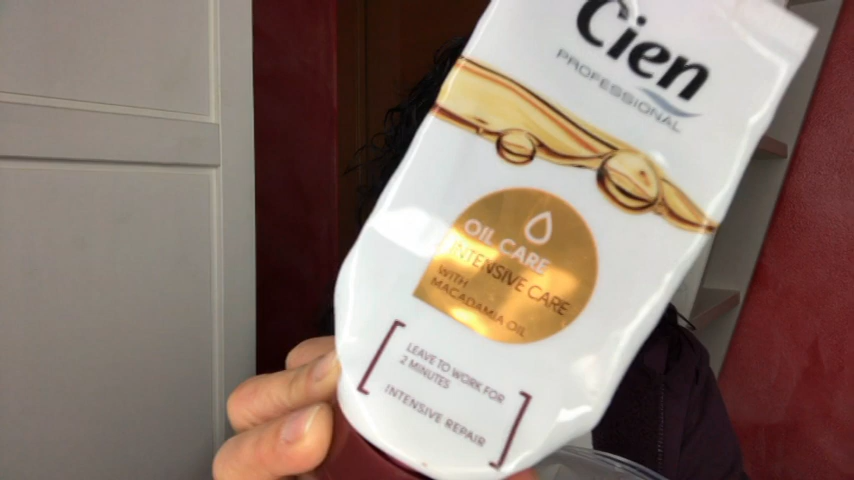 Cien
PROFESSIONAL
OIL CARE
INTENSIVE CARE
WITH
MACADAMIA OIL
LEAVE TO WORK FOR
2 MINUTES
INTENSIVE REPAIR